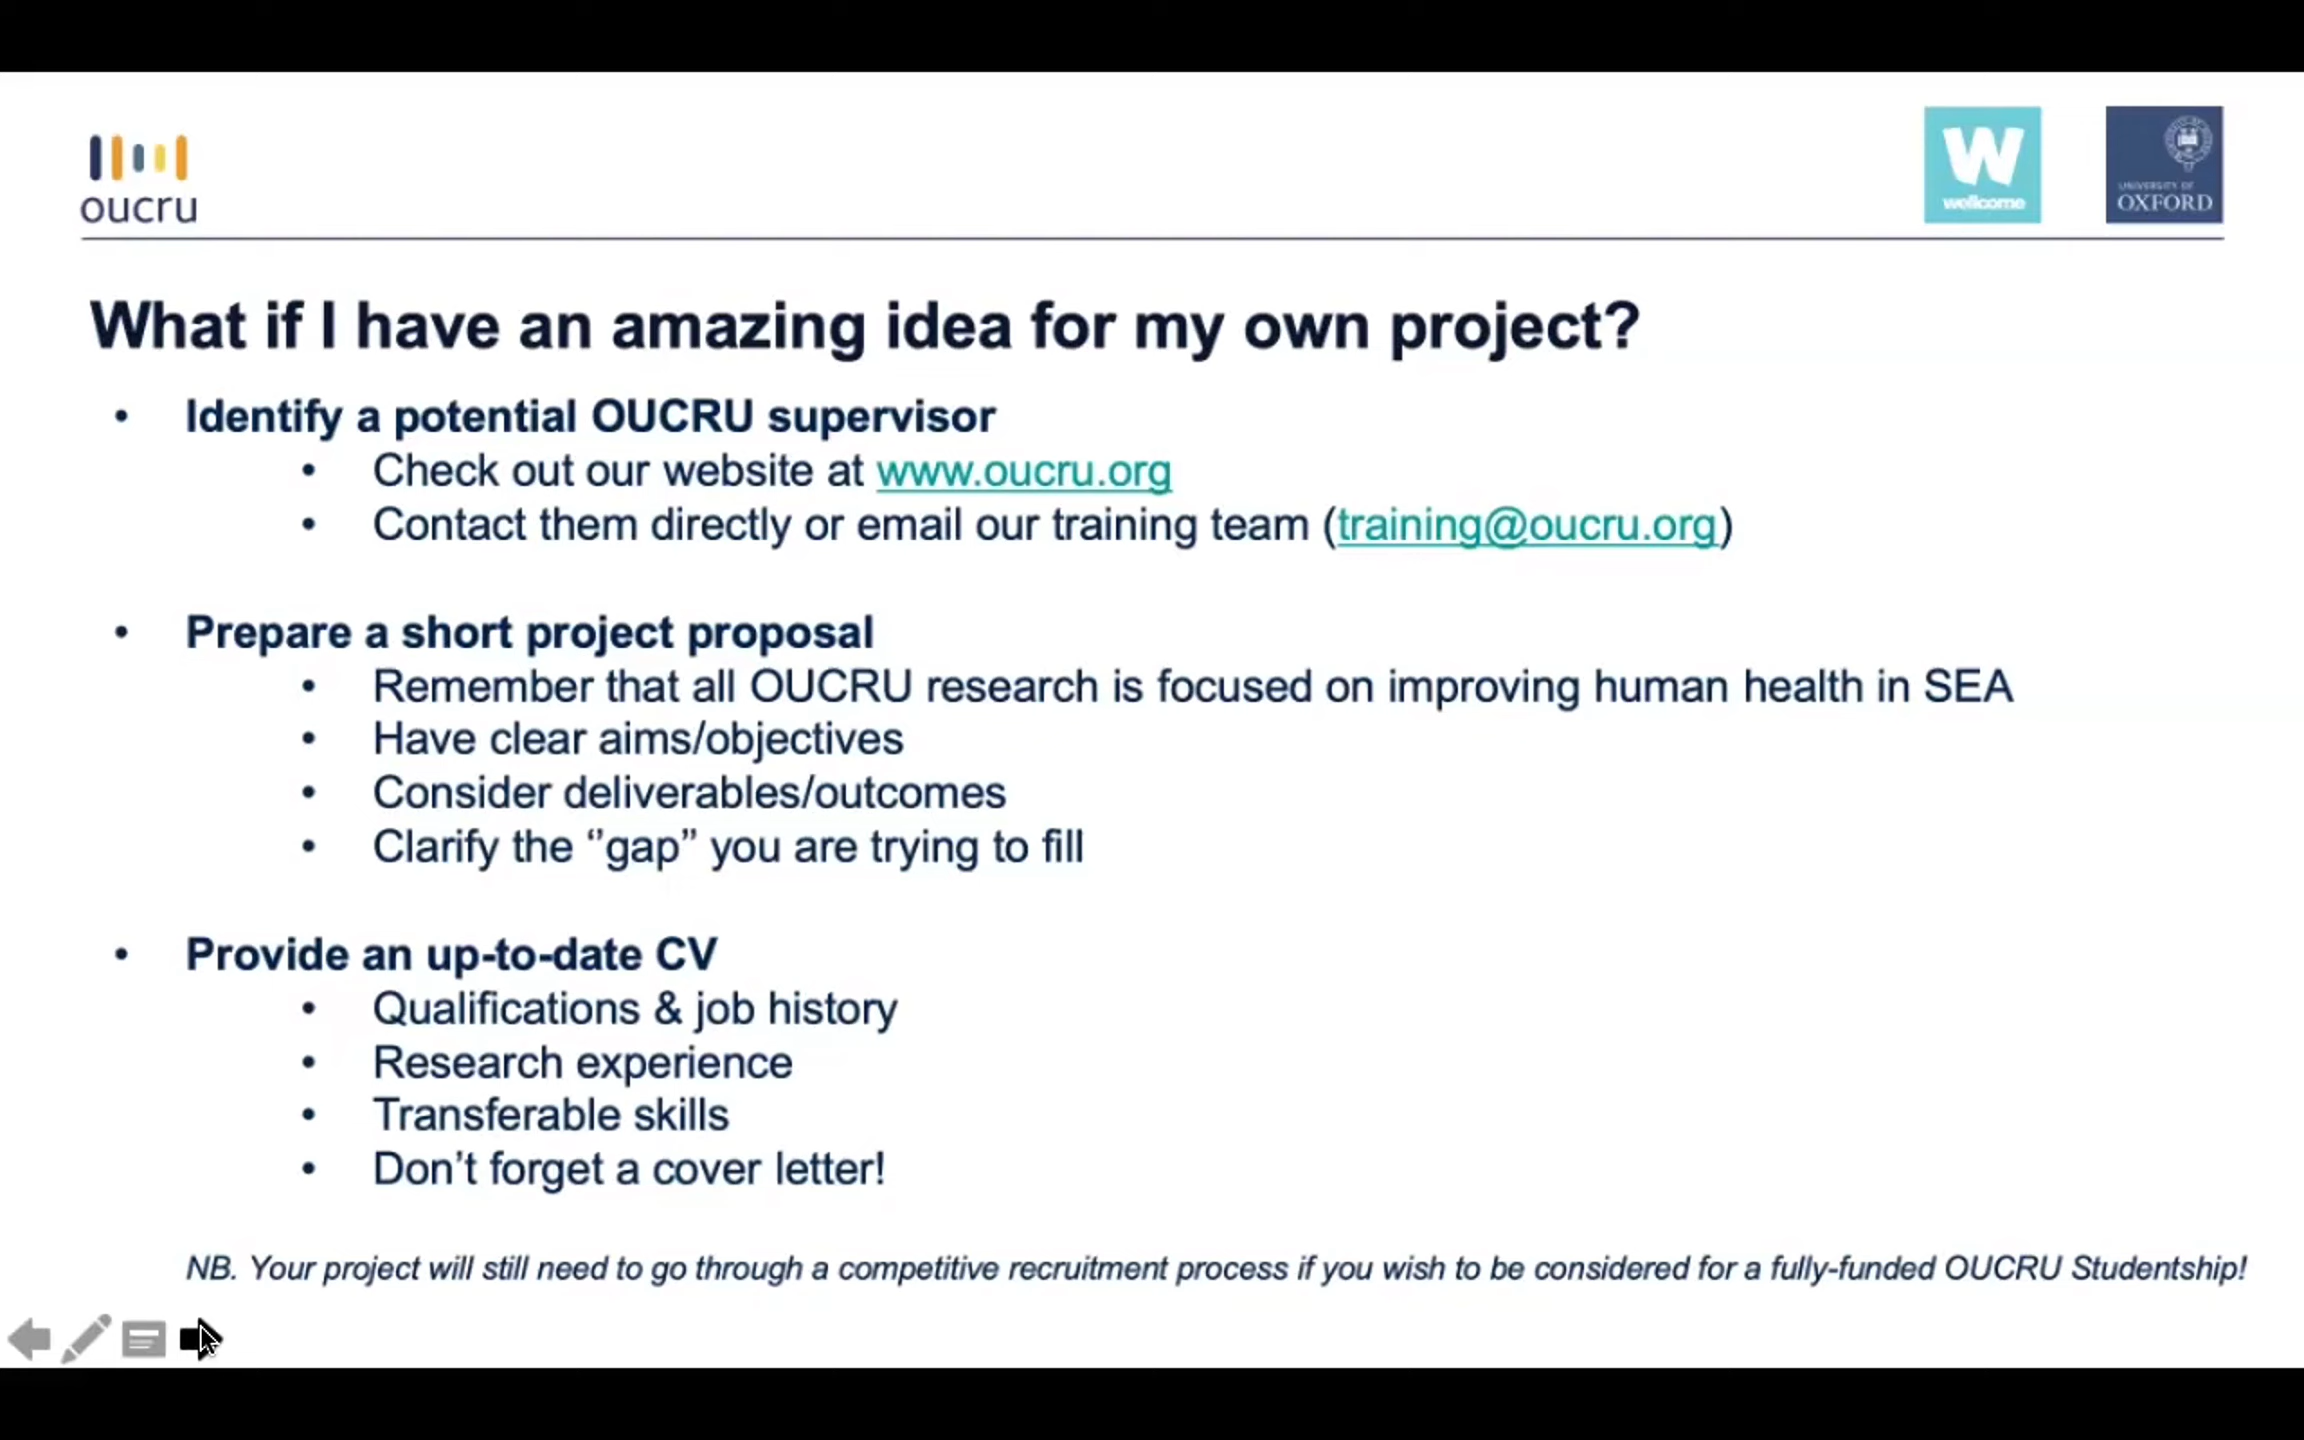 oucru
W
wellcome
UNIVERSITY OF
OXFORD
What if I have an amazing idea for my own project?
• Identify a potential OUCRU supervisor
• Check out our website at www.oucru.org
• Contact them directly or email our training team (training@oucru.org)
• Prepare a short project proposal
• Remember that all OUCRU research is focused on improving human health in SEA
• Have clear aims/objectives
• Consider deliverables/outcomes
• Clarify the “gap” you are trying to fill
• Provide an up-to-date CV
• Qualifications & job history
• Research experience
• Transferable skills
• Don’t forget a cover letter!
NB. Your project will still need to go through a competitive recruitment process if you wish to be considered for a fully-funded OUCRU Studentship!